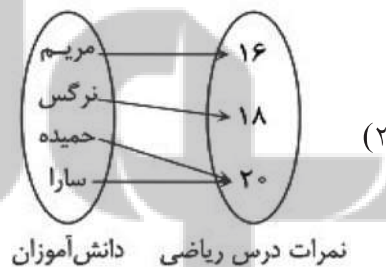 مریم ۱۶
نرگس ۱۸
حمیده
سارا ۲۰
(۲
نمرات درس ریاضی دانش‌آموزان